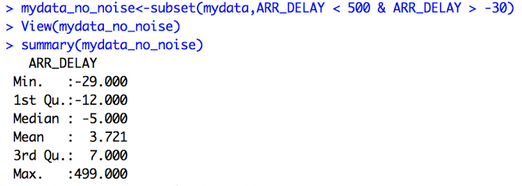 > mydata_no_noise<-subset(mydata,ARR_DELAY < 500 & ARR_DELAY > -30)
> View(mydata_no_noise)
> summary(mydata_no_noise)
   ARR_DELAY
 Min.   :-29.000
 1st Qu.:-12.000
 Median : -5.000
 Mean   :  3.721
 3rd Qu.:  7.000
 Max.   :499.000